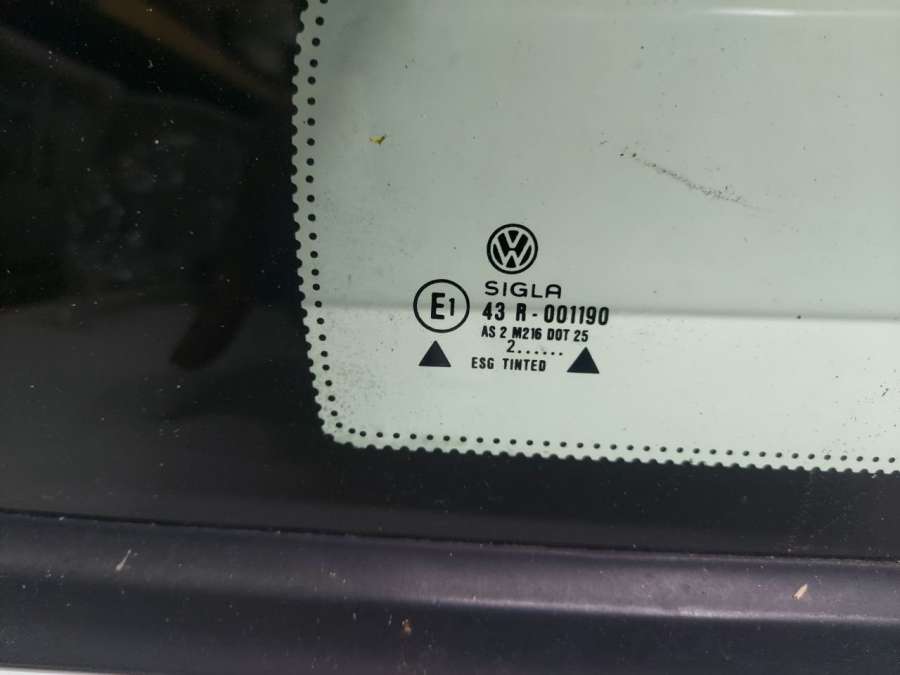 SIGLA
E1
43 R-001190
AS 2 M216 DOT 25
2......
ESG TINTED